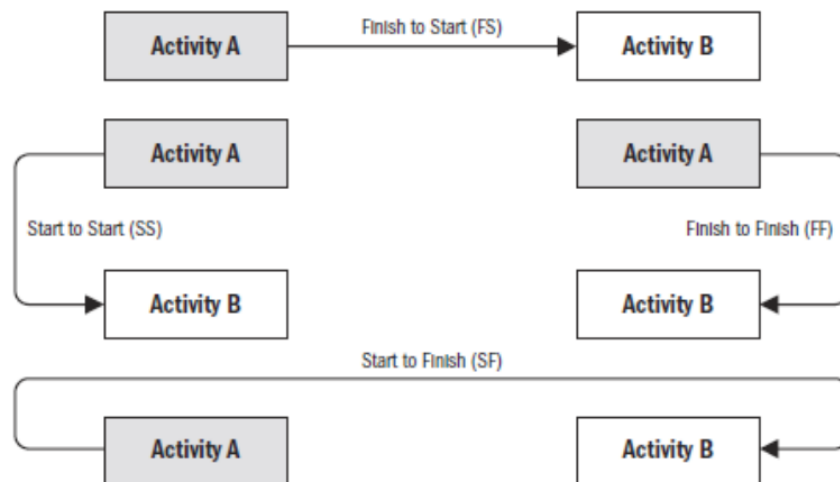 Activity A
Finish to Start (FS)
Activity B
Activity A
Activity A
Start to Start (SS)
Finish to Finish (FF)
Activity B
Activity B
Start to Finish (SF)
Activity A
Activity B